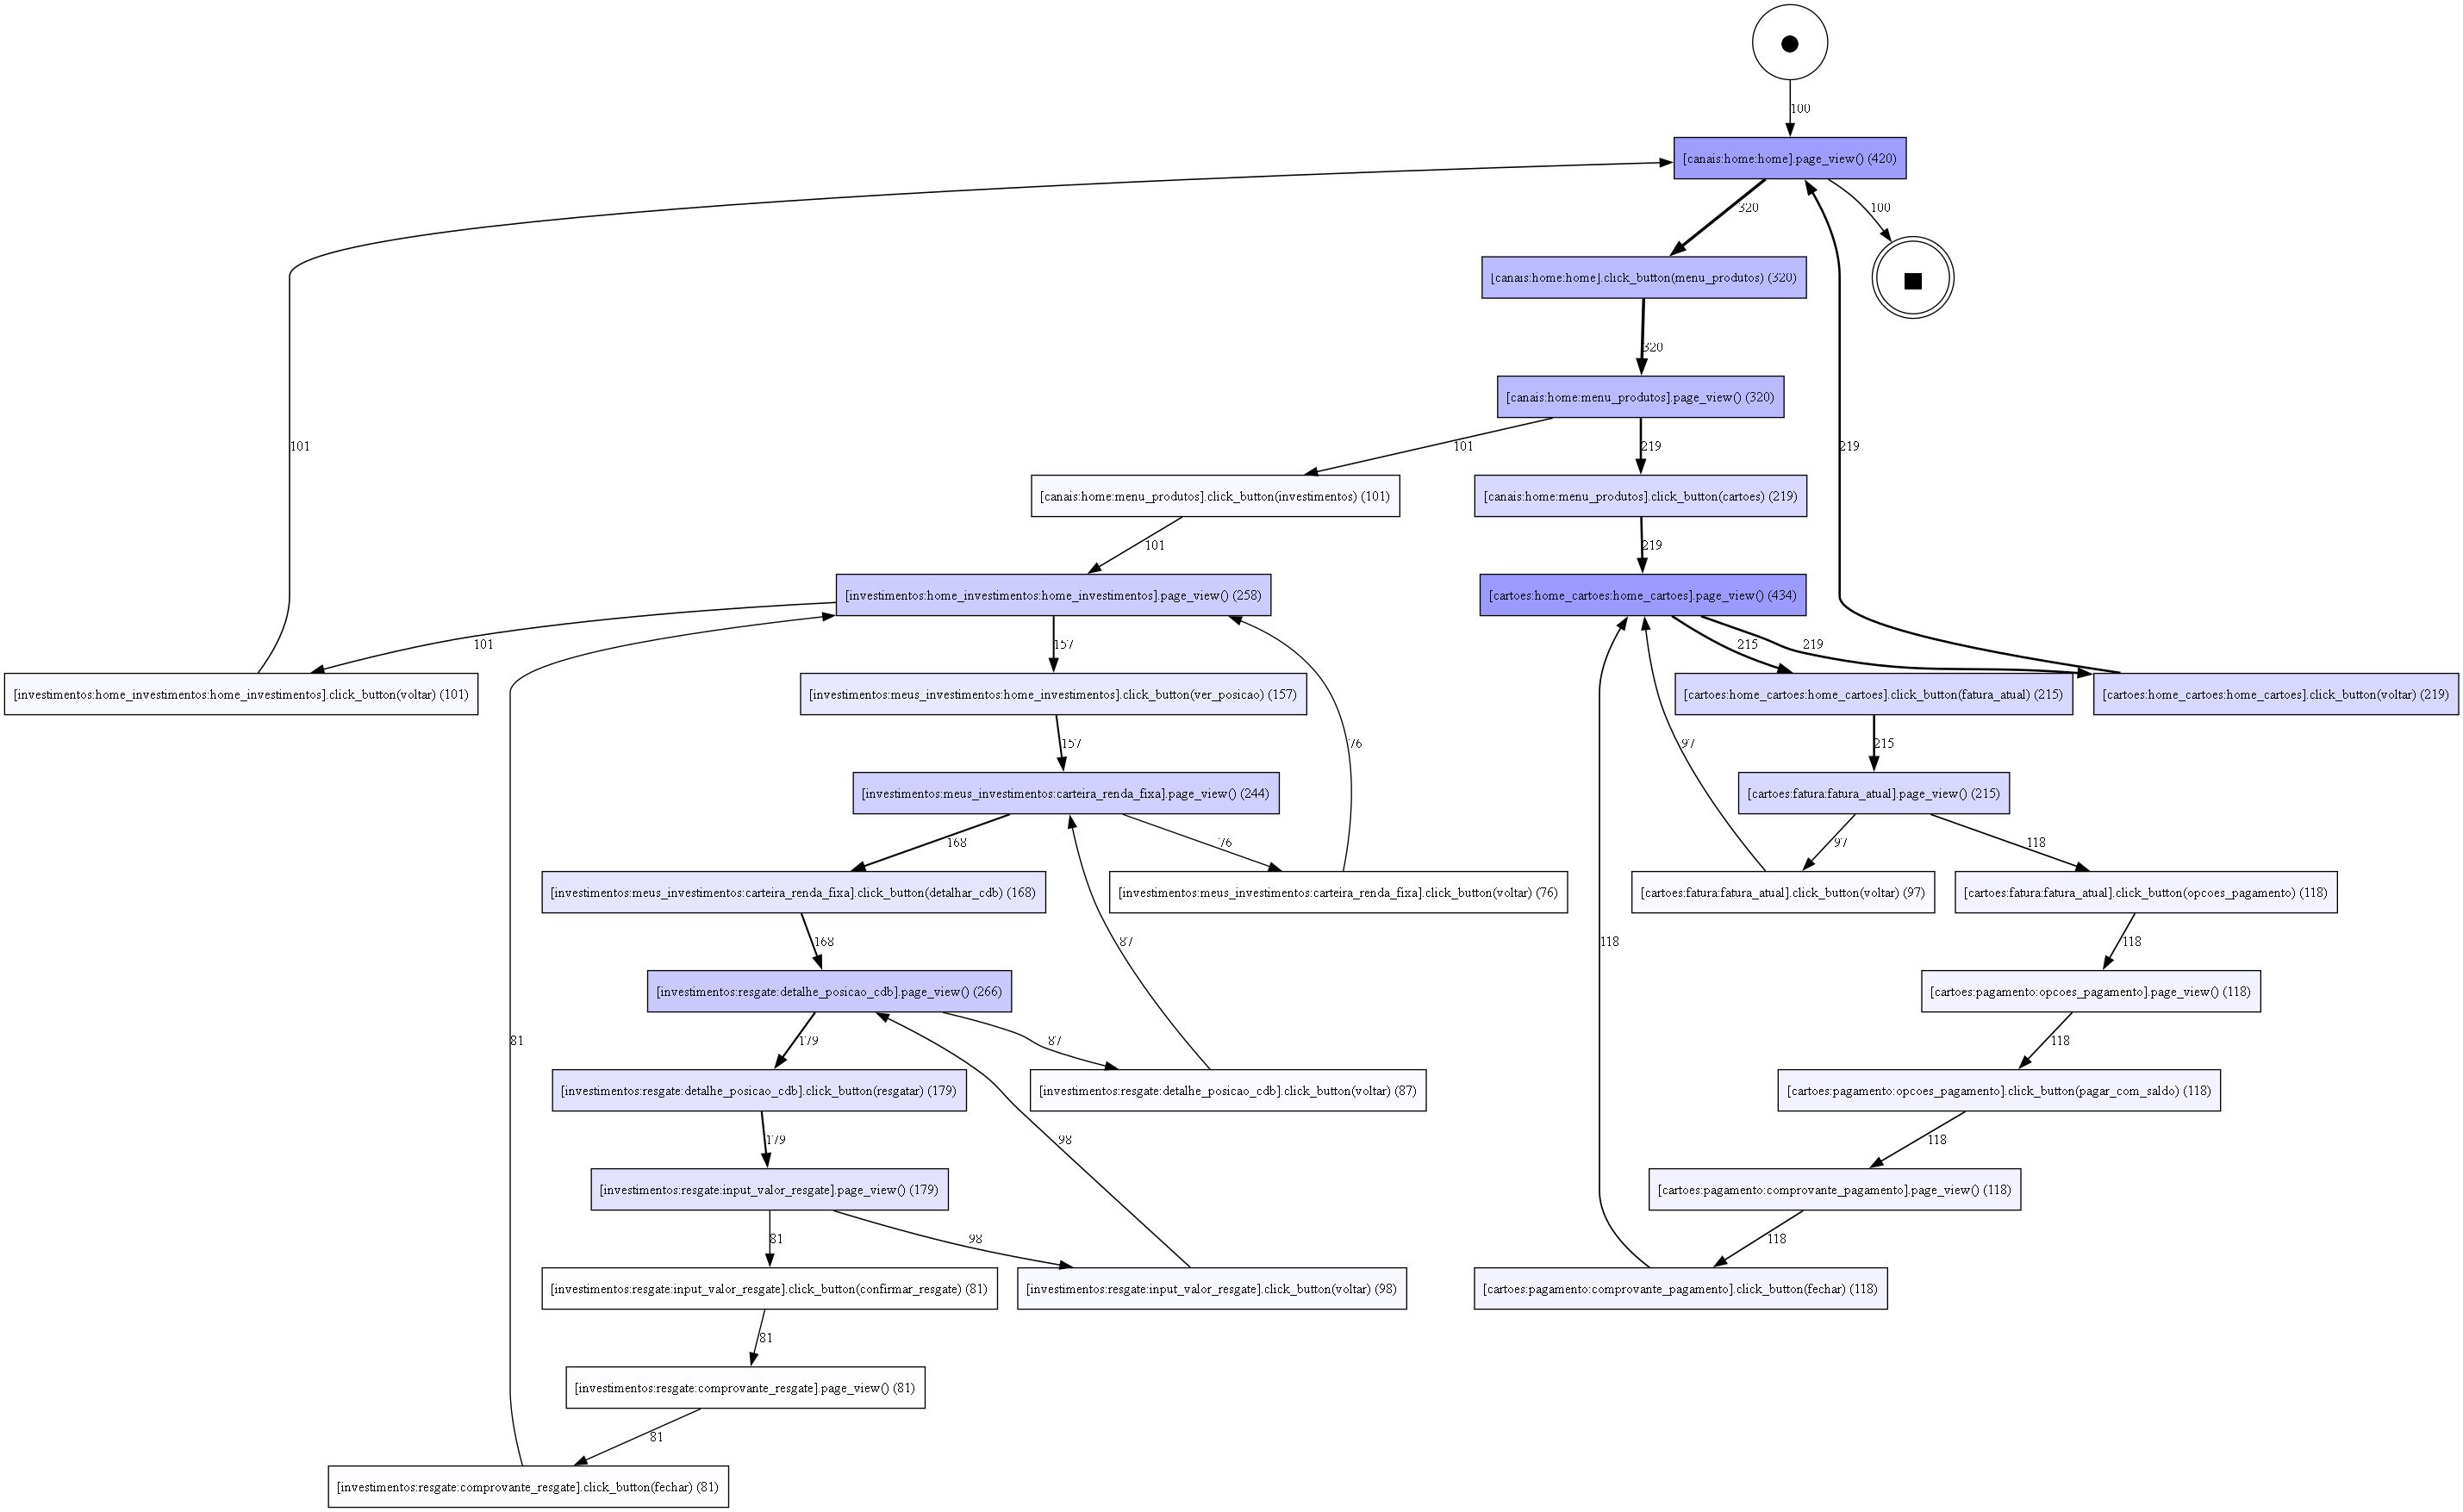 100
[canais:home:home].page_view() (420)
320
100
[canais:home:home].click_button(menu_produtos) (320)
320
[canais:home:menu_produtos].page_view() (320)
101
101
219
219
[canais:home:menu_produtos].click_button(investimentos) (101)
[canais:home:menu_produtos].click_button(cartoes) (219)
101
219
[investimentos:home_investimentos:home_investimentos].page_view() (258)
[cartoes:home_cartoes:home_cartoes].page_view() (434)
101
157
215
219
[investimentos:home_investimentos:home_investimentos].click_button(voltar) (101)
[investimentos:meus_investimentos:home_investimentos].click_button(ver_posicao) (157)
[cartoes:home_cartoes:home_cartoes].click_button(fatura_atual) (215)
[cartoes:home_cartoes:home_cartoes].click_button(voltar) (219)
157
76
97
215
[investimentos:meus_investimentos:carteira_renda_fixa].page_view() (244)
[cartoes:fatura:fatura_atual].page_view() (215)
168
76
97
118
[investimentos:meus_investimentos:carteira_renda_fixa].click_button(detalhar_cdb) (168)
[investimentos:meus_investimentos:carteira_renda_fixa].click_button(voltar) (76)
[cartoes:fatura:fatura_atual].click_button(voltar) (97)
[cartoes:fatura:fatura_atual].click_button(opcoes_pagamento) (118)
168
87
118
118
[investimentos:resgate:detalhe_posicao_cdb].page_view() (266)
[cartoes:pagamento:opcoes_pagamento].page_view() (118)
81
179
87
118
[investimentos:resgate:detalhe_posicao_cdb].click_button(resgatar) (179)
[investimentos:resgate:detalhe_posicao_cdb].click_button(voltar) (87)
[cartoes:pagamento:opcoes_pagamento].click_button(pagar_com_saldo) (118)
179
98
118
[investimentos:resgate:input_valor_resgate].page_view() (179)
[cartoes:pagamento:comprovante_pagamento].page_view() (118)
81
98
118
[investimentos:resgate:input_valor_resgate].click_button(confirmar_resgate) (81)
[investimentos:resgate:input_valor_resgate].click_button(voltar) (98)
[cartoes:pagamento:comprovante_pagamento].click_button(fechar) (118)
81
[investimentos:resgate:comprovante_resgate].page_view() (81)
81
[investimentos:resgate:comprovante_resgate].click_button(fechar) (81)